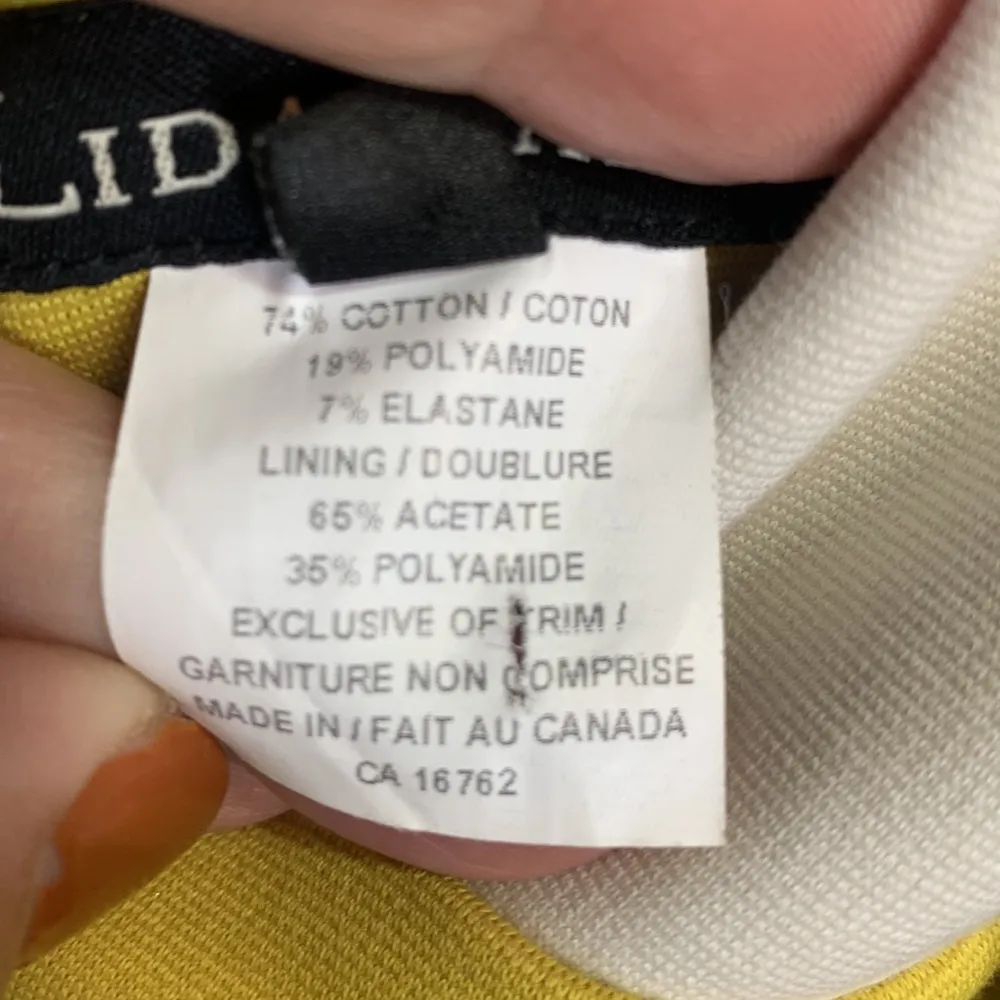 LID
74% COTTON / COTON
19% POLYAMIDE
7% ELASTANE
LINING / DOUBLURE
65% ACETATE
35% POLYAMIDE
EXCLUSIVE OF TRIM /
GARNITURE NON COMPRISE
MADE IN / FAIT AU CANADA
CA 16762